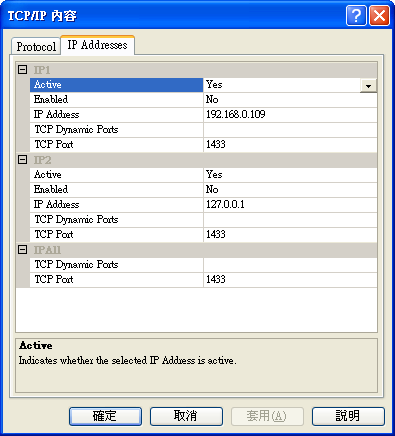 TCP/IP 內容
Protocol IP Addresses
IP1
Active Yes
Enabled No
IP Address 192.168.0.109
TCP Dynamic Ports
TCP Port 1433
IP2
Active Yes
Enabled No
IP Address 127.0.0.1
TCP Dynamic Ports
TCP Port 1433
IPAll
TCP Dynamic Ports
TCP Port 1433
Active
Indicates whether the selected IP Address is active.
確定 取消 套用(A) 說明